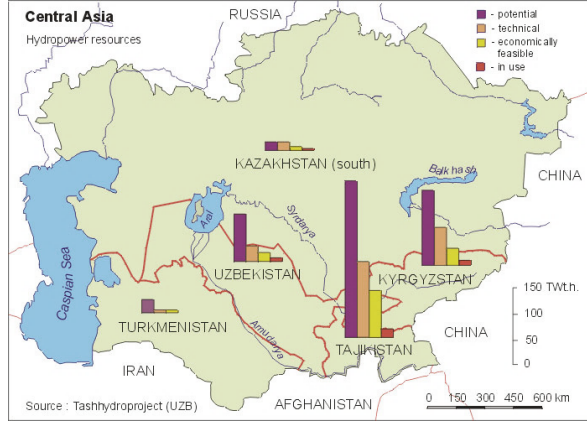 Central Asia
Hydropower resources
RUSSIA
- potential
- technical
- economically
feasible
- in use
KAZAKHSTAN (south)
Balkhash
CHINA
Aral
Syrdarya
UZBEKISTAN
KYRGYZSTAN
Caspian Sea
TURKMENISTAN
Amudarya
TAJIKISTAN
CHINA
150 TWt.h.
100
50
0
IRAN
AFGHANISTAN
Source : Tashhydroproject (UZB)
0 150 300 450 600 km